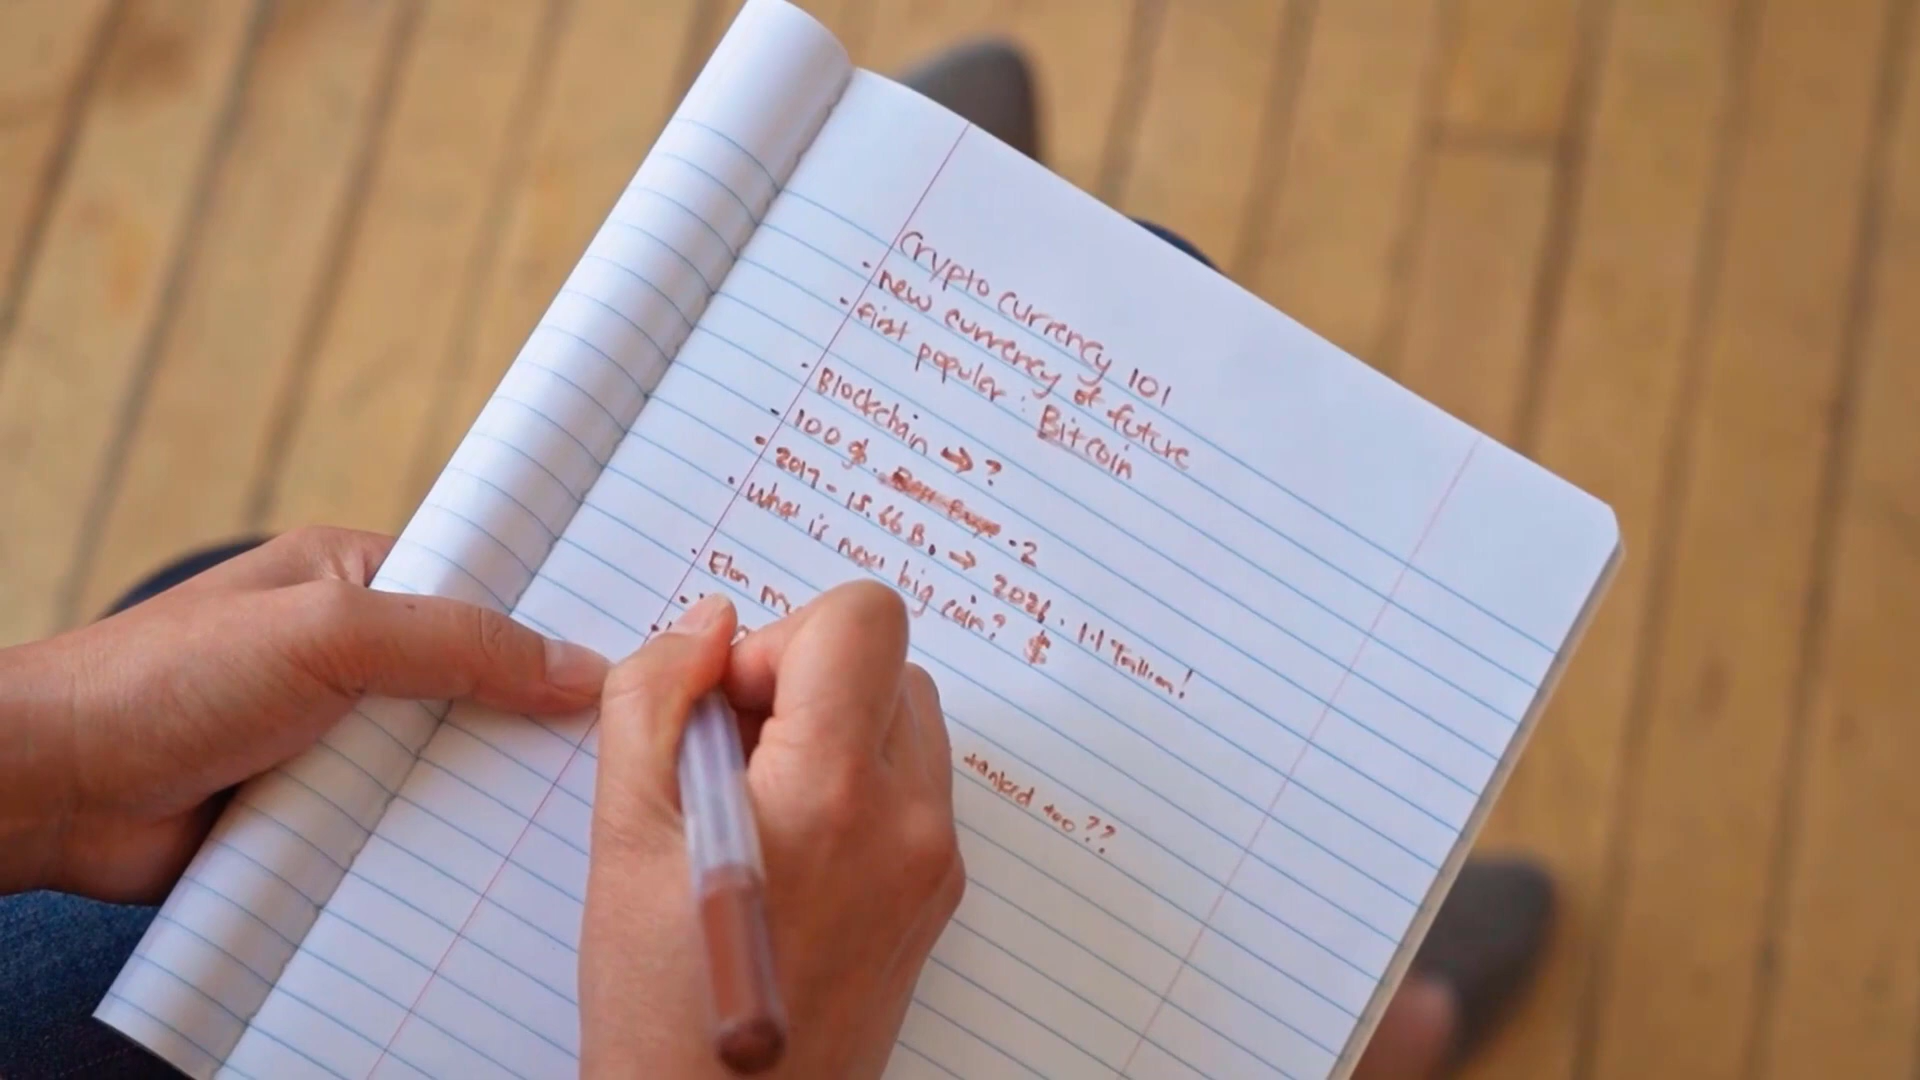 Crypto currency 101
• new currency of future
• first popular : Bitcoin
• Blockchain → ?
• 100 $. • 2
• 2017 - 15.66 B. → 2021. 1.1 Trillion!
• What is next big coin? $
• Elon
tanked too ??